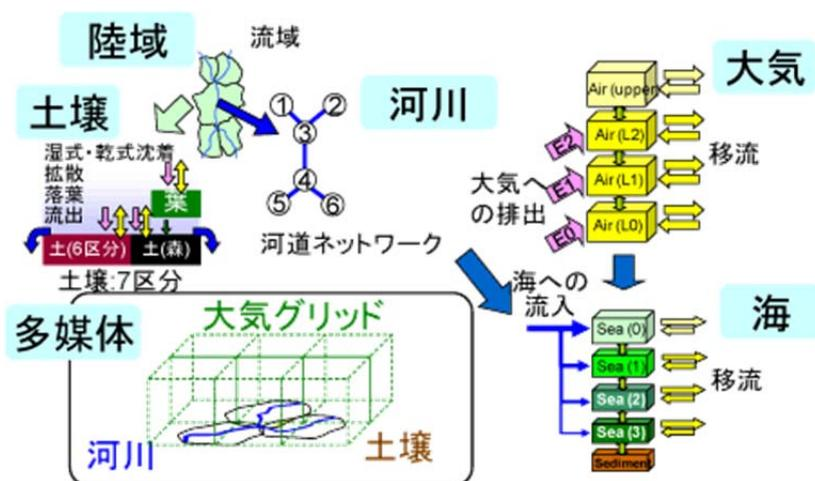 陸域
流域
土壌
湿式・乾式沈着
拡散
落葉
流出
葉
土(6区分)
土(森)
土壌:7区分
河川
①
②
③
④
⑤
⑥
河道ネットワーク
大気
Air (upper)
Air (L2)
Air (L1)
Air (L0)
E2
E1
E0
大気へ
の排出
移流
海への
流入
海
Sea (0)
Sea (1)
Sea (2)
Sea (3)
Sediment
移流
多媒体
大気グリッド
河川
土壌